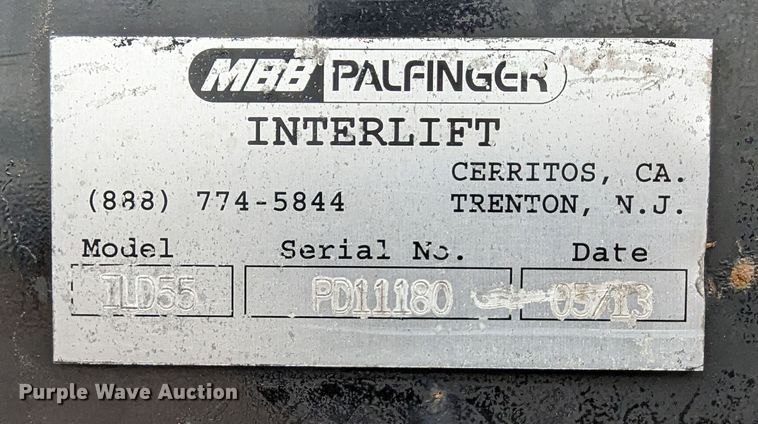 MBB PALFINGER
INTERLIFT
CERRITOS, CA.
(888) 774-5844 TRENTON, N.J.
Model Serial No. Date
ILD55 PD11180 05/13
Purple Wave Auction